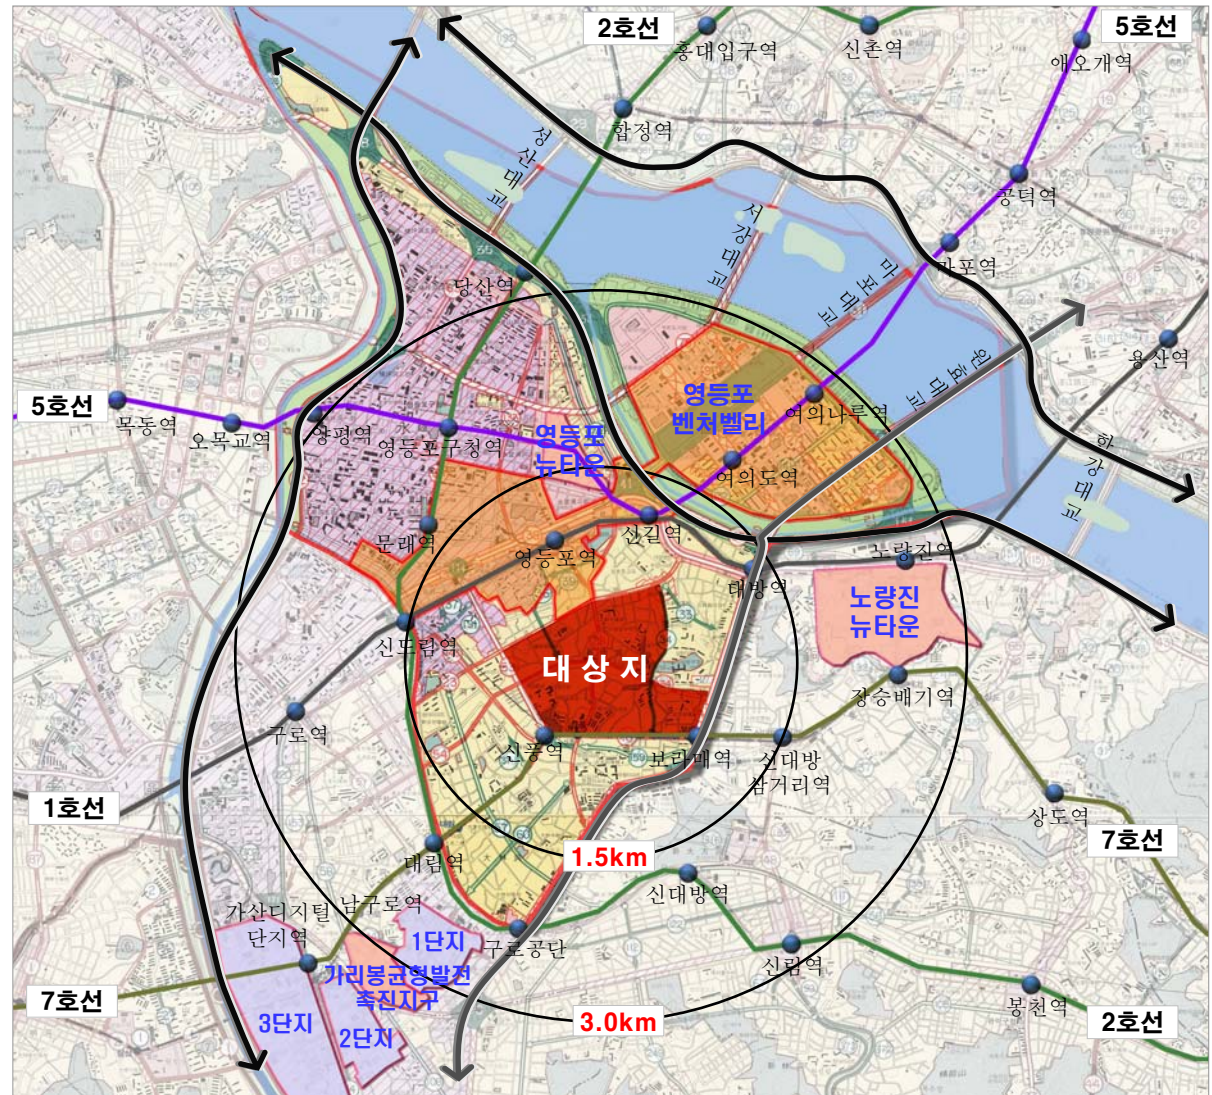 2호선
5호선
홍대입구역
신촌역
애오개역
합정역
성산대교
공덕역
서강대교
마포역
마포대교
당산역
원효대교
용산역
5호선
목동역
오목교역
양평역
영등포구청역
영등포
뉴타운
영등포
벤처벨리
여의나루역
여의도역
한강대교
문래역
영등포역
신길역
대방역
노량진역
노량진
뉴타운
신도림역
대 상 지
장승배기역
구로역
신풍역
보라매역
신대방
삼거리역
1호선
상도역
7호선
1.5km
대림역
신대방역
가산디지털
단지역
남구로역
1단지
구로공단
신림역
가리봉균형발전
촉진지구
7호선
3단지
2단지
3.0km
봉천역
2호선